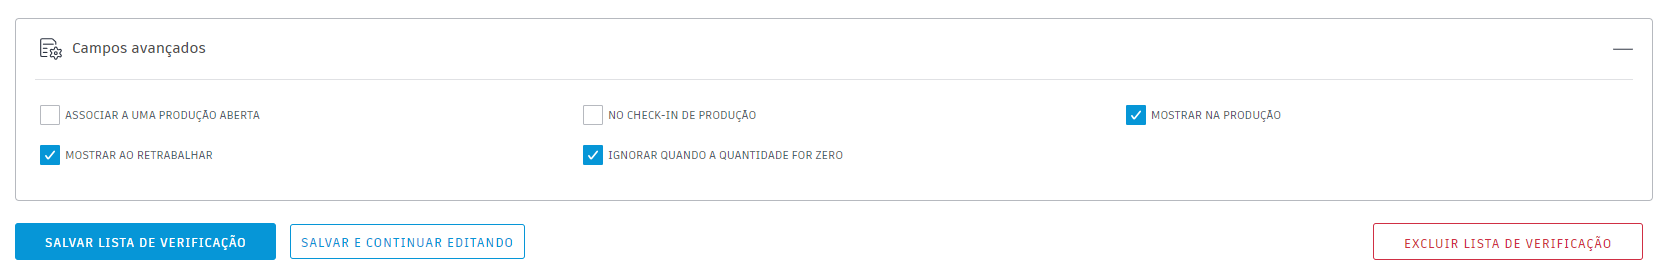 Campos avançados
ASSOCIAR A UMA PRODUÇÃO ABERTA
NO CHECK-IN DE PRODUÇÃO
MOSTRAR NA PRODUÇÃO
MOSTRAR AO RETRABALHAR
IGNORAR QUANDO A QUANTIDADE FOR ZERO
SALVAR LISTA DE VERIFICAÇÃO
SALVAR E CONTINUAR EDITANDO
EXCLUIR LISTA DE VERIFICAÇÃO